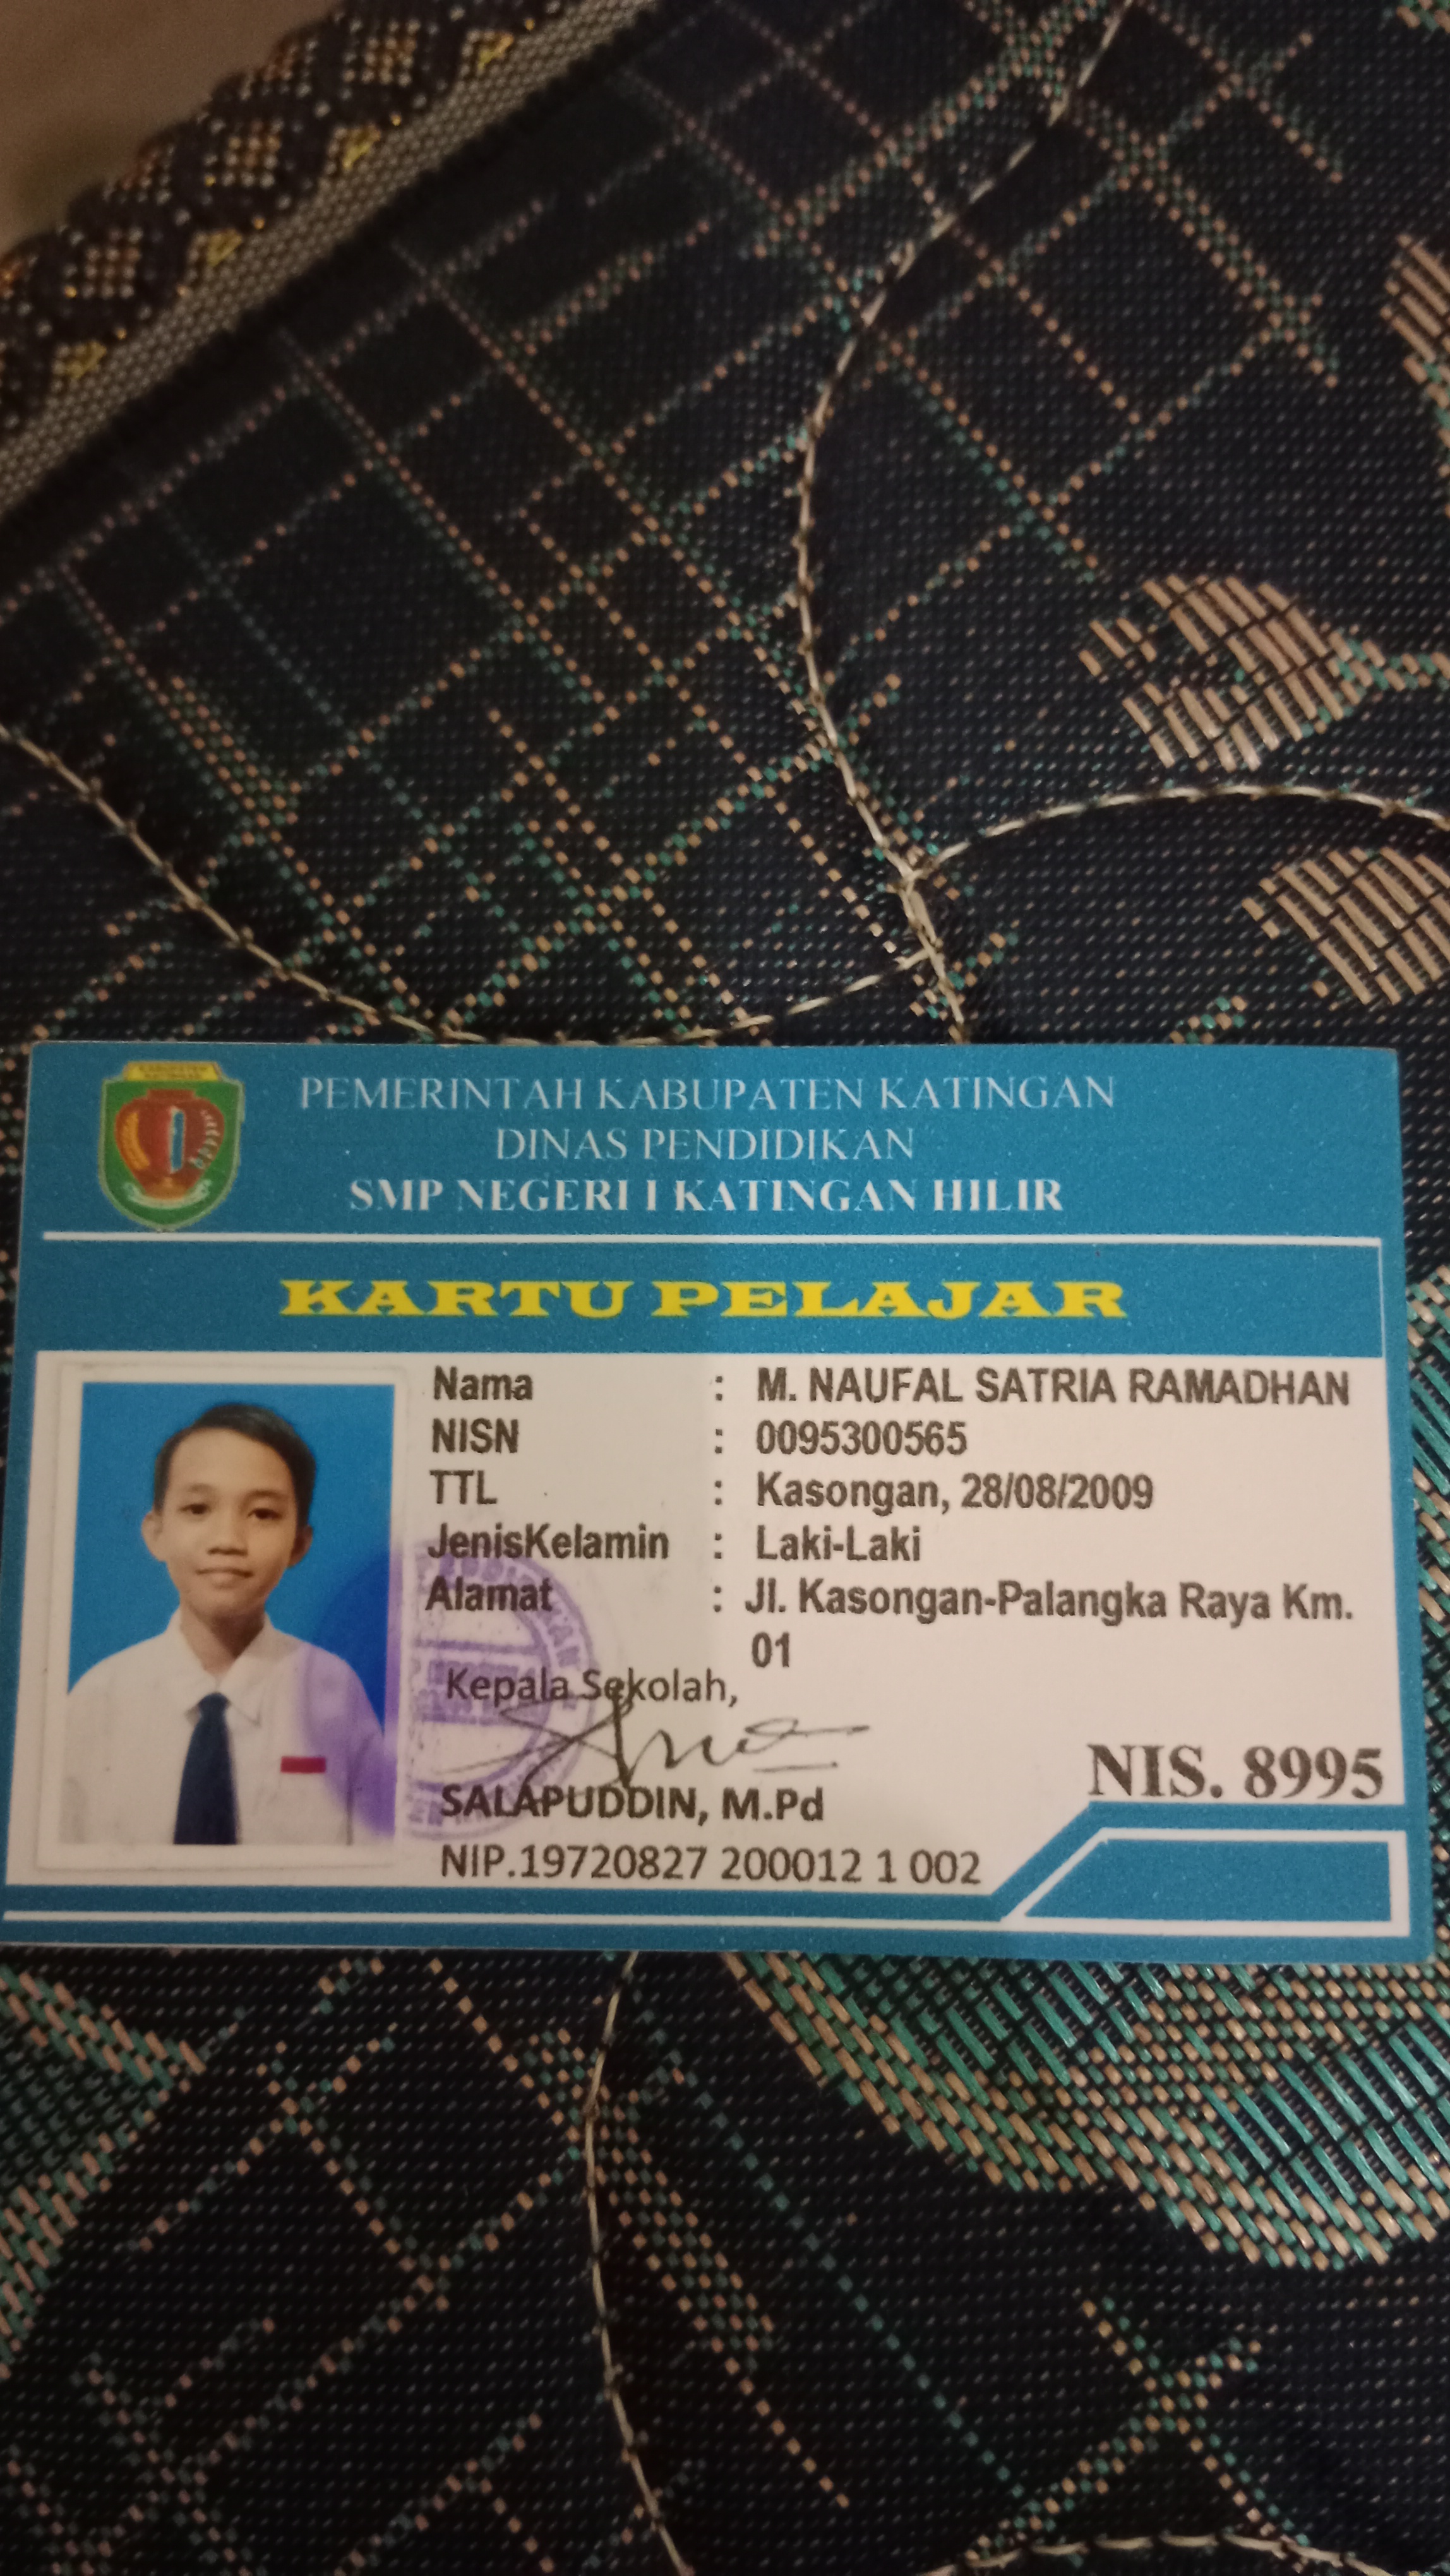 PEMERINTAH KABUPATEN KATINGAN
DINAS PENDIDIKAN
SMP NEGERI I KATINGAN HILIR
KARTU PELAJAR
Nama : M. NAUFAL SATRIA RAMADHAN
NISN : 0095300565
TTL : Kasongan, 28/08/2009
JenisKelamin : Laki-Laki
Alamat : Jl. Kasongan-Palangka Raya Km.
01
Kepala Sekolah,
SALAPUDDIN, M.Pd
NIP.19720827 200012 1 002
NIS. 8995